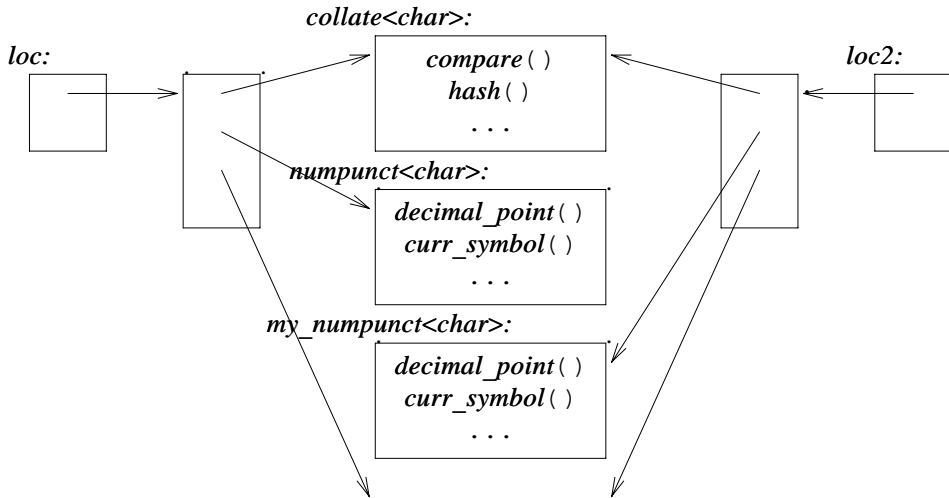 collate<char>:
loc:
loc2:
compare()
hash()
. . .
numpunct<char>:
decimal_point()
curr_symbol()
. . .
my_numpunct<char>:
decimal_point()
curr_symbol()
. . .